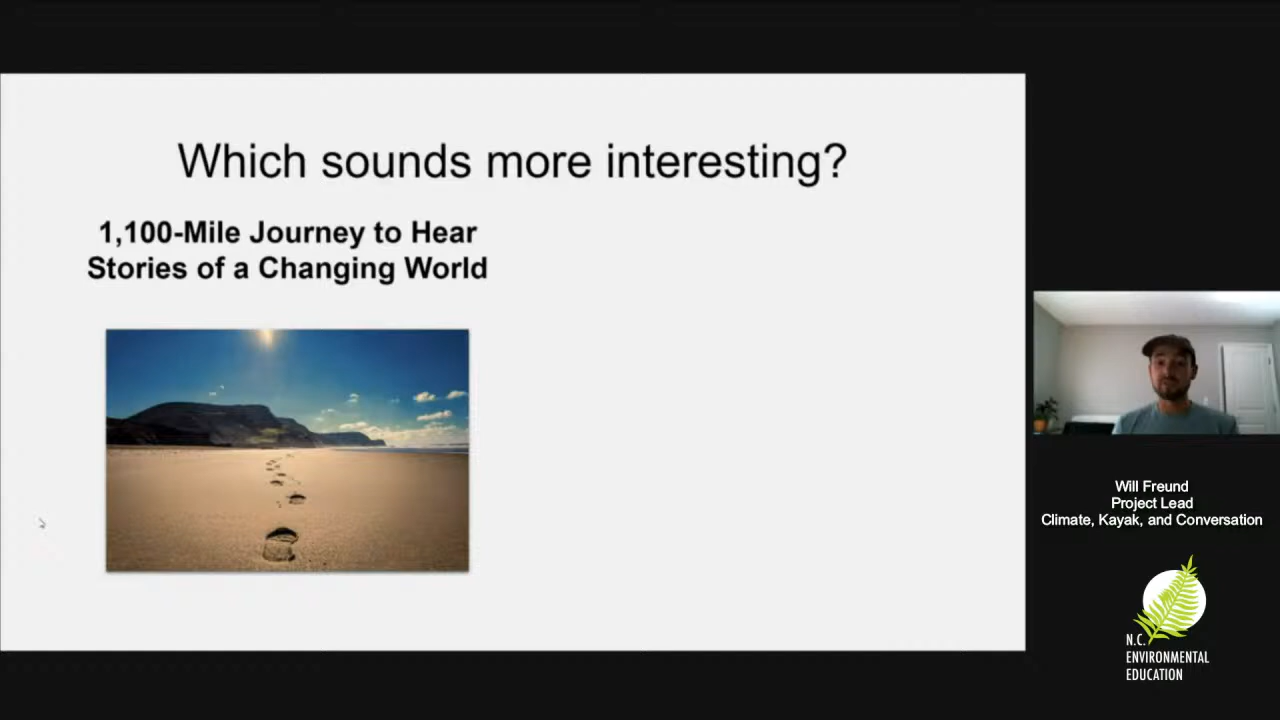 Which sounds more interesting?
1,100-Mile Journey to Hear
Stories of a Changing World
Will Freund
Project Lead
Climate, Kayak, and Conversation
N.C.
ENVIRONMENTAL
EDUCATION